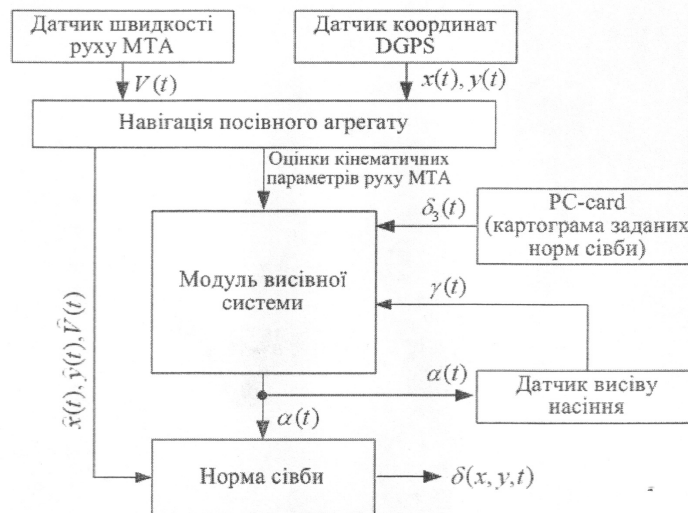 Датчик швидкості
руху МТА
Датчик координат
DGPS
V(t)
x(t), y(t)
Навігація посівного агрегату
Оцінки кінематичних
параметрів руху МТА
δ₃(t)
PC-card
(картограма заданих
норм сівби)
Модуль висівної
системи
γ(t)
x̂(t), ŷ(t), V̂(t)
α(t)
Датчик висіву
насіння
α(t)
Норма сівби
δ(x, y, t)